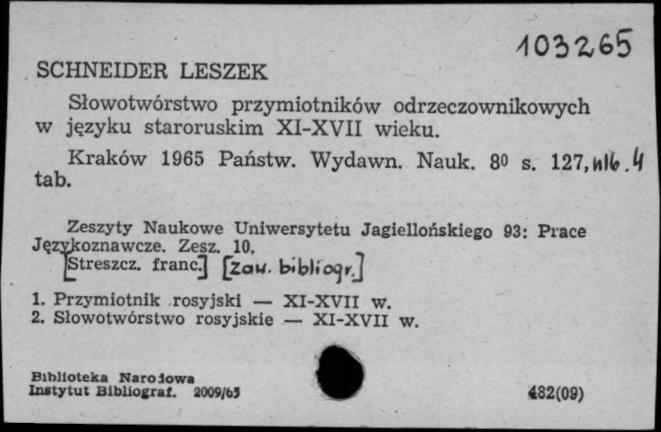 103265
SCHNEIDER LESZEK
Słowotwórstwo przymiotników odrzeczownikowych
w języku staroruskim XI-XVII wieku.
Kraków 1965 Państw. Wydawn. Nauk. 8⁰ s. 127, nlb. 4
tab.
Zeszyty Naukowe Uniwersytetu Jagiellońskiego 93: Prace
Językoznawcze. Zesz. 10.
[Streszcz. franc.] [zaw. bibliogr.]
1. Przymiotnik rosyjski — XI-XVII w.
2. Słowotwórstwo rosyjskie — XI-XVII w.
Biblioteka Narodowa
Instytut Bibliograf. 2009/65
482(09)